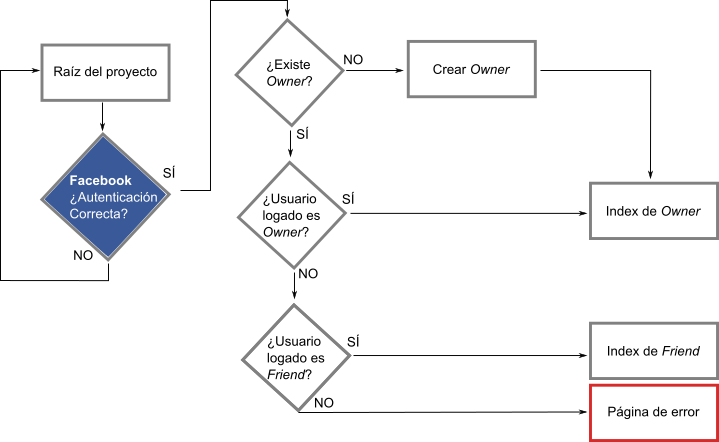 Raíz del proyecto
Facebook
¿Autenticación
Correcta?
SÍ
NO
¿Existe
Owner?
NO
SÍ
Crear Owner
¿Usuario
logado es
Owner?
SÍ
NO
Index de Owner
¿Usuario
logado es
Friend?
SÍ
NO
Index de Friend
Página de error